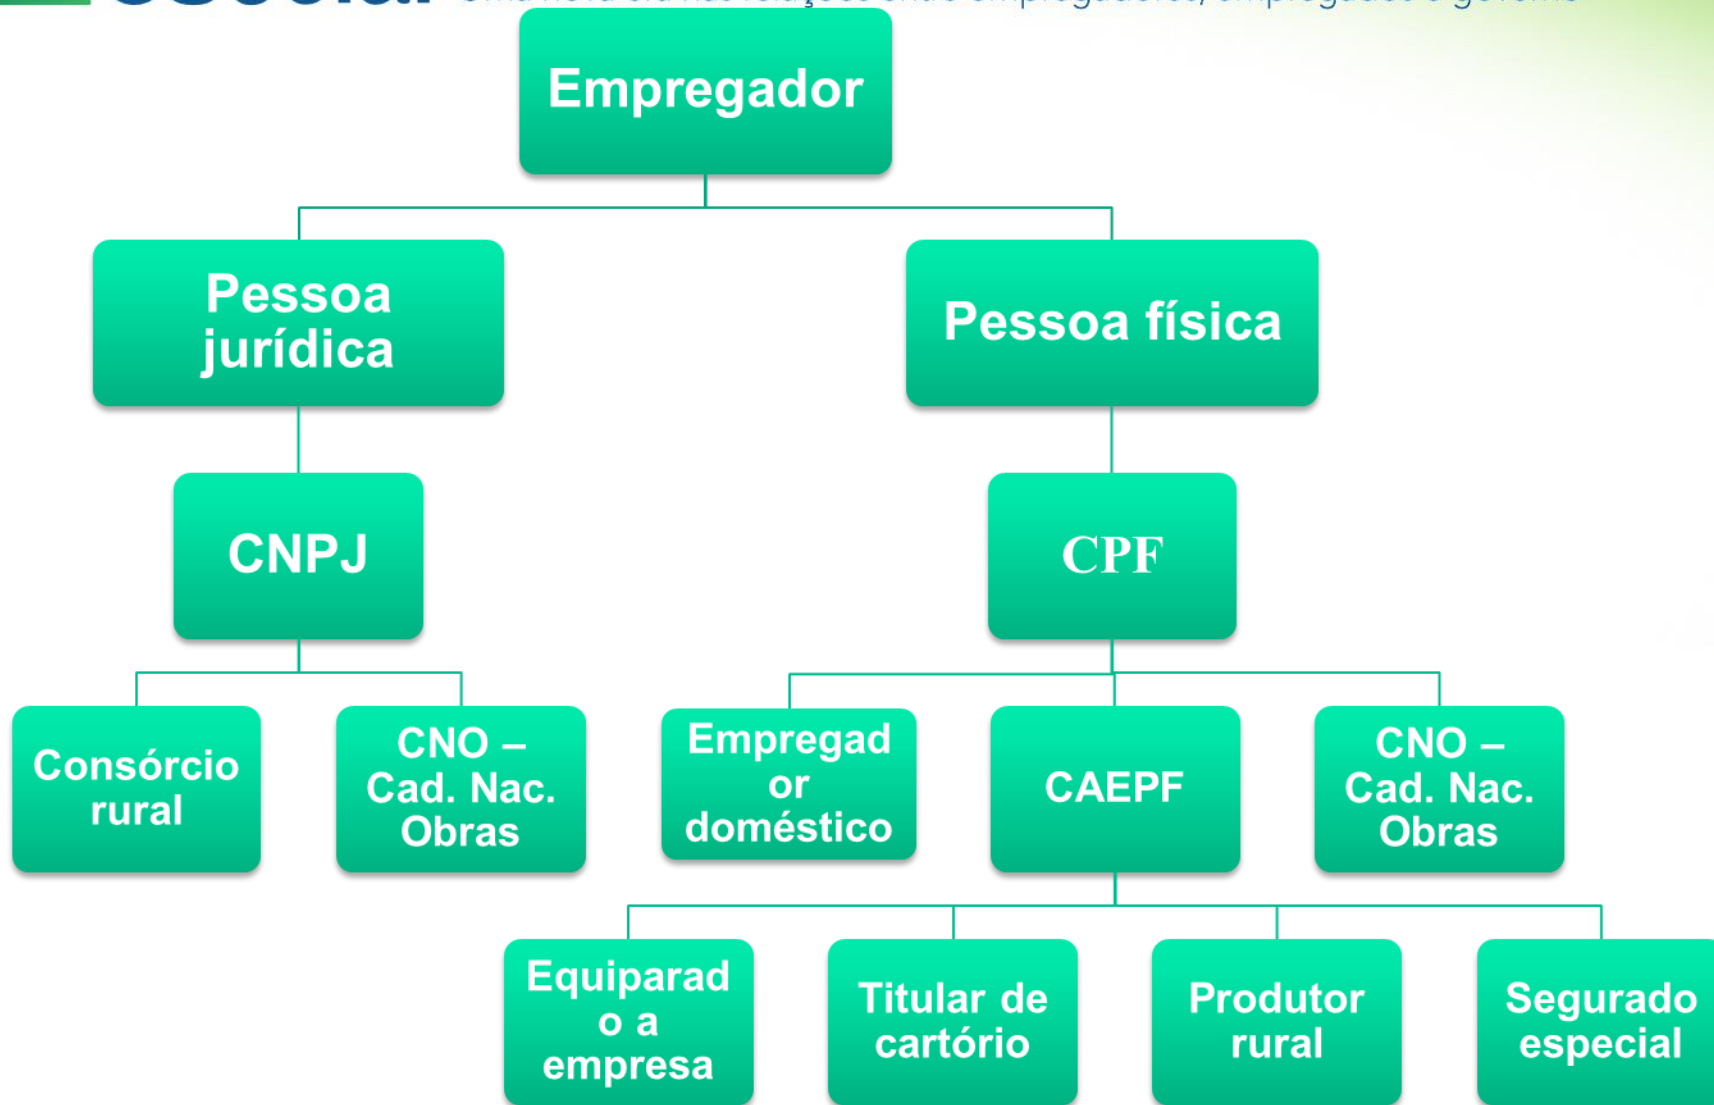 Empregador
Pessoa
jurídica
Pessoa física
CNPJ
CPF
Consórcio
rural
CNO –
Cad. Nac.
Obras
Empregad
or
doméstico
CAEPF
CNO –
Cad. Nac.
Obras
Equiparad
o a
empresa
Titular de
cartório
Produtor
rural
Segurado
especial